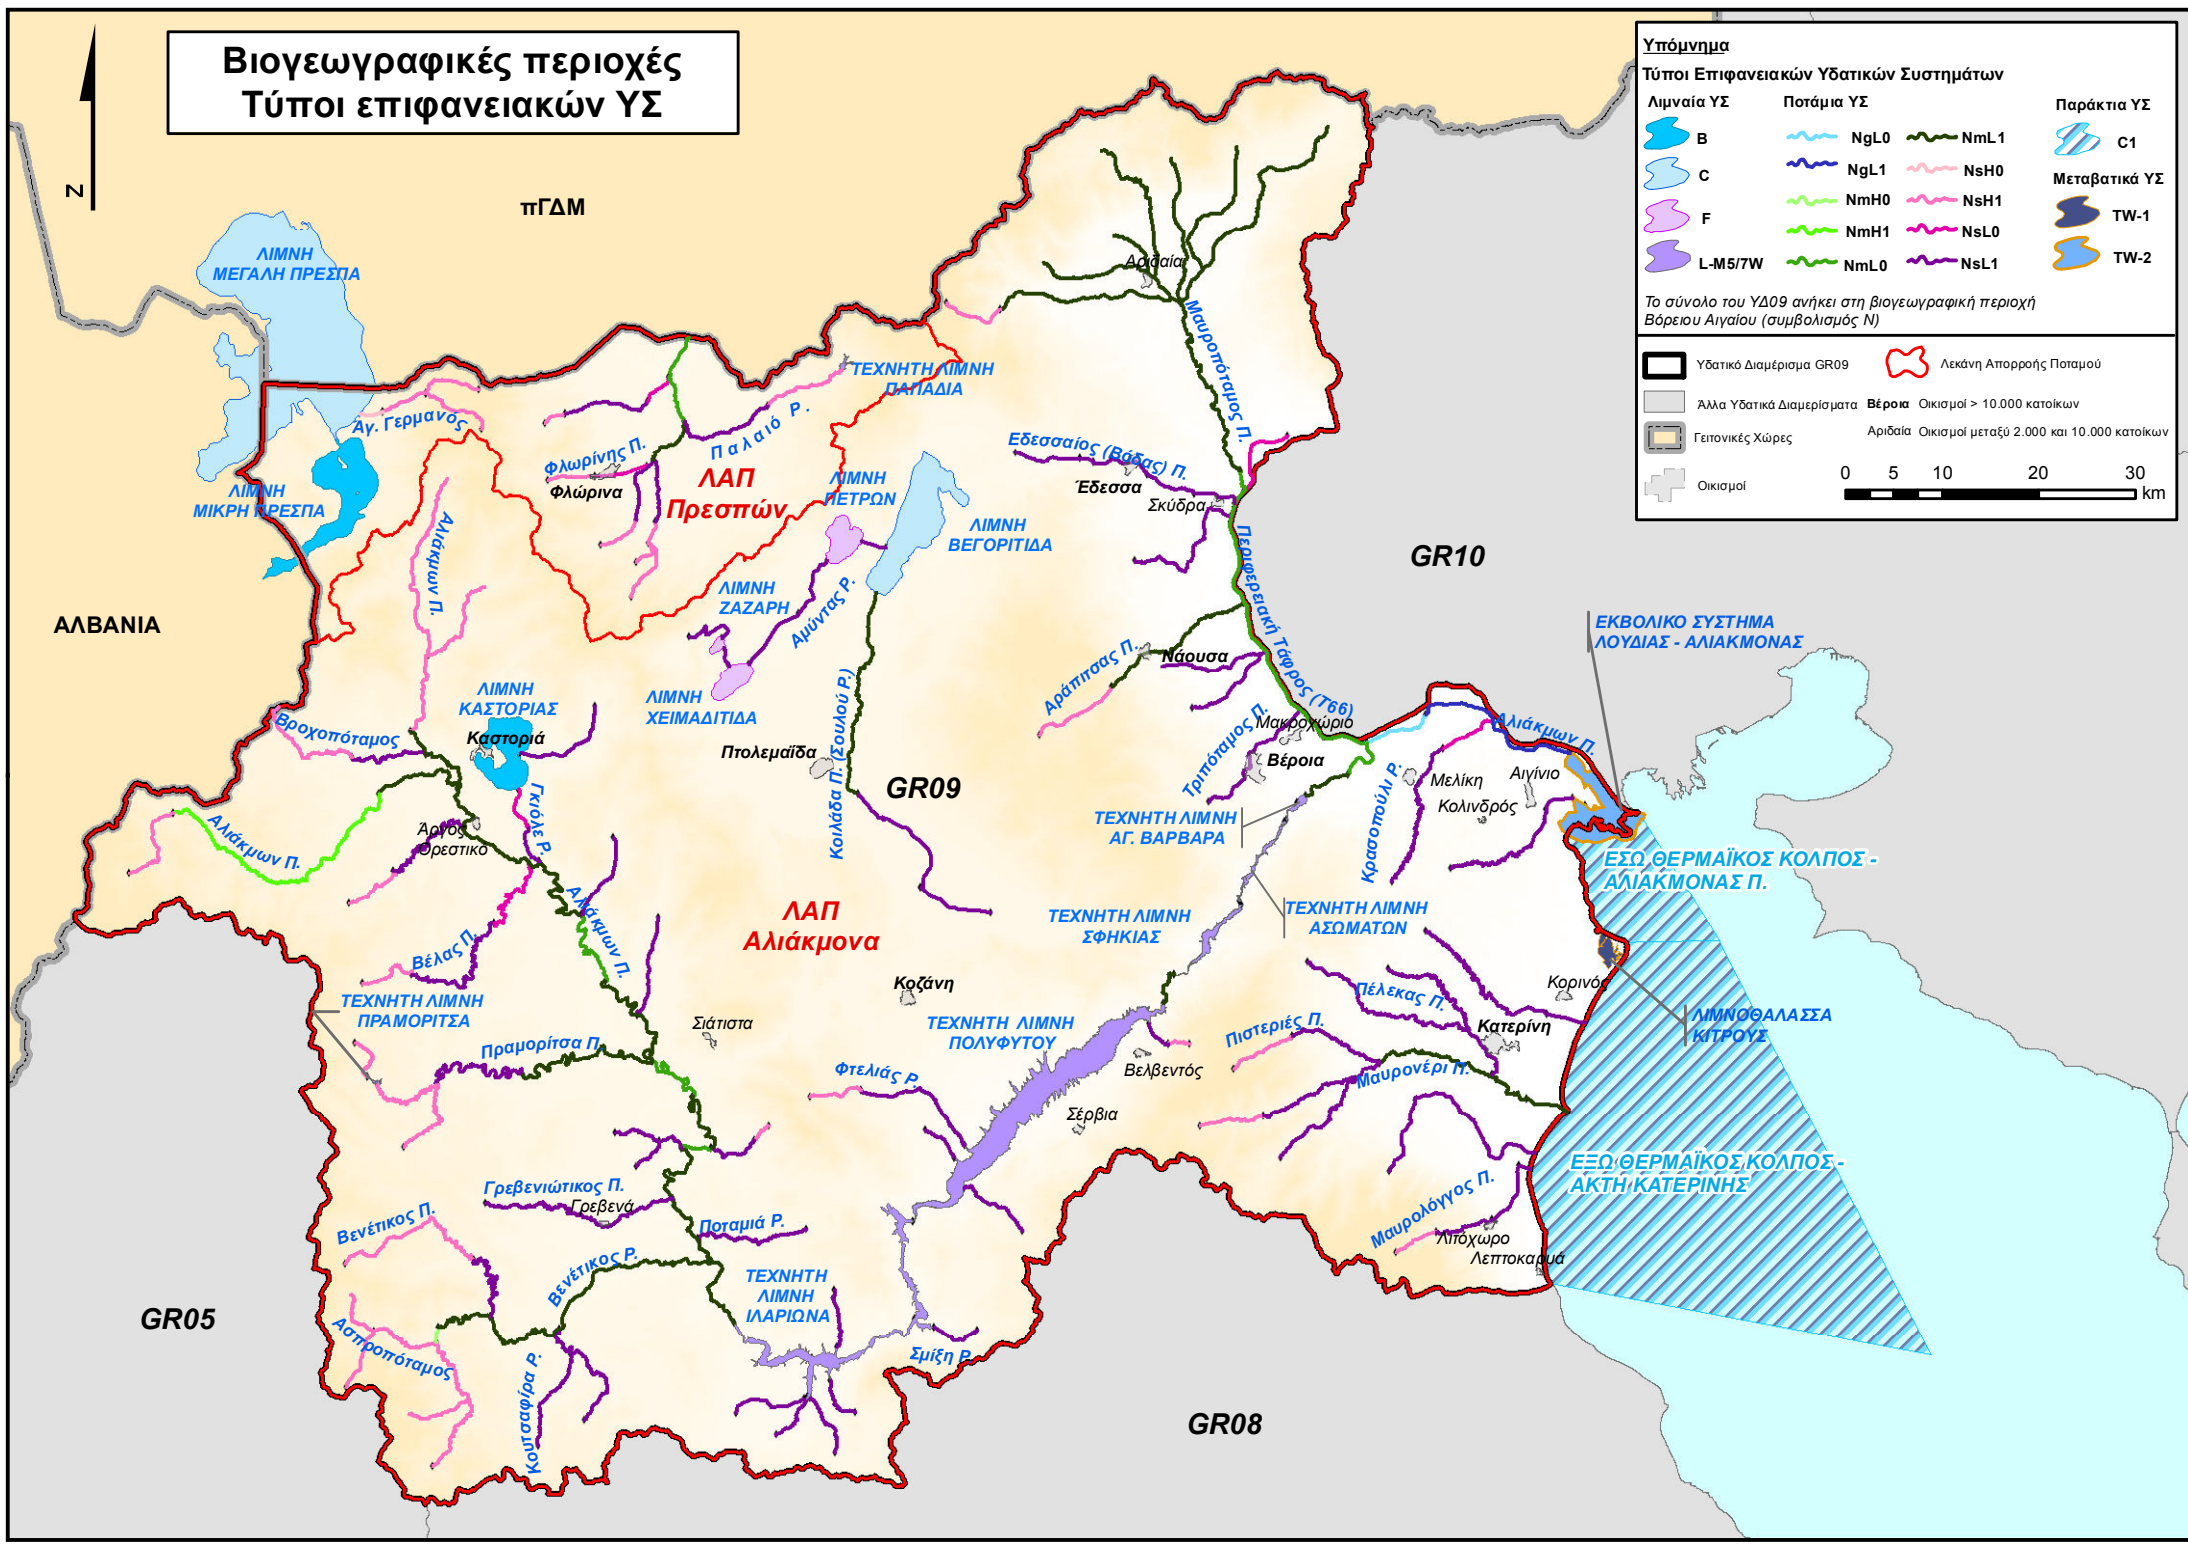 Βιογεωγραφικές περιοχές
Τύποι επιφανειακών ΥΣ
Z
Υπόμνημα
Τύποι Επιφανειακών Υδατικών Συστημάτων
Λιμναία ΥΣ
Ποτάμια ΥΣ
Παράκτια ΥΣ
B
NgL0
NmL1
C1
C
NgL1
NsH0
Μεταβατικά ΥΣ
F
NmH0
NsH1
TW-1
NmH1
NsL0
L-M5/7W
NmL0
NsL1
TW-2
Το σύνολο του ΥΔ09 ανήκει στη βιογεωγραφική περιοχή
Βόρειου Αιγαίου (συμβολισμός Ν)
Υδατικό Διαμέρισμα GR09
Λεκάνη Απορροής Ποταμού
Άλλα Υδατικά Διαμερίσματα
Βέροια Οικισμοί > 10.000 κατοίκων
Γειτονικές Χώρες
Αριδαία Οικισμοί μεταξύ 2.000 και 10.000 κατοίκων
Οικισμοί
0 5 10 20 30
km
πΓΔΜ
ΑΛΒΑΝΙΑ
GR10
GR09
GR05
GR08
ΛΑΠ
Πρεσπών
ΛΑΠ
Αλιάκμονα
ΛΙΜΝΗ
ΜΕΓΑΛΗ ΠΡΕΣΠΑ
ΛΙΜΝΗ
ΜΙΚΡΗ ΠΡΕΣΠΑ
Άγ. Γερμανός
Φλωρίνης Π.
Φλώρινα
Παλαιό Ρ.
ΤΕΧΝΗΤΗ ΛΙΜΝΗ
ΠΑΠΑΔΙΑ
ΛΙΜΝΗ
ΠΕΤΡΩΝ
ΛΙΜΝΗ
ΒΕΓΟΡΙΤΙΔΑ
ΛΙΜΝΗ
ΖΑΖΑΡΗ
Αμύντας Ρ.
ΛΙΜΝΗ
ΧΕΙΜΑΔΙΤΙΔΑ
Αριδαία
Μαυροπόταμος Π.
Εδεσσαίος (Βόδας) Π.
Έδεσσα
Σκύδρα
Περιφερειακή Τάφρος (Τ66)
Αράπιτσας Π.
Νάουσα
Αλιάκμων Π.
ΛΙΜΝΗ
ΚΑΣΤΟΡΙΑΣ
Καστοριά
Βροχοπόταμος
Πτολεμαΐδα
Κοιλάδα Π. (Σουλού Ρ.)
Γκιόλε Ρ.
Αλιάκμων Π.
Άργος
Ορεστικό
Αλιάκμων Π.
Βέλας Π.
ΤΕΧΝΗΤΗ ΛΙΜΝΗ
ΠΡΑΜΟΡΙΤΣΑ
Πραμορίτσα Π.
Σιάτιστα
Κοζάνη
Τριπόταμος Π.
Μακροχώριο
Βέροια
Αλιάκμων Π.
Κρασοπούλι Ρ.
Μελίκη
Αιγίνιο
Κολινδρός
ΕΚΒΟΛΙΚΟ ΣΥΣΤΗΜΑ
ΛΟΥΔΙΑΣ - ΑΛΙΑΚΜΟΝΑΣ
ΤΕΧΝΗΤΗ ΛΙΜΝΗ
ΑΓ. ΒΑΡΒΑΡΑ
ΤΕΧΝΗΤΗ ΛΙΜΝΗ
ΑΣΩΜΑΤΩΝ
ΤΕΧΝΗΤΗ ΛΙΜΝΗ
ΣΦΗΚΙΑΣ
ΕΣΩ ΘΕΡΜΑΪΚΟΣ ΚΟΛΠΟΣ -
ΑΛΙΑΚΜΟΝΑΣ Π.
ΤΕΧΝΗΤΗ ΛΙΜΝΗ
ΠΟΛΥΦΥΤΟΥ
Φτελιάς Ρ.
Βελβεντός
Σέρβια
Κορινός
Πέλεκας Π.
Πιστεριές Π.
Κατερίνη
Μαυρονέρι Π.
ΛΙΜΝΟΘΑΛΑΣΣΑ
ΚΙΤΡΟΥΣ
ΕΞΩ ΘΕΡΜΑΪΚΟΣ ΚΟΛΠΟΣ -
ΑΚΤΗ ΚΑΤΕΡΙΝΗΣ
Μαυρολόγγος Π.
Λιτόχωρο
Λεπτοκαρυά
Γρεβενιώτικος Π.
Γρεβενά
Ποταμιά Ρ.
Βενέτικος Π.
Βενέτικος Ρ.
ΤΕΧΝΗΤΗ
ΛΙΜΝΗ
ΙΛΑΡΙΩΝΑ
Ασπροπόταμος
Κουτσαφίρα Ρ.
Σμίξη Ρ.